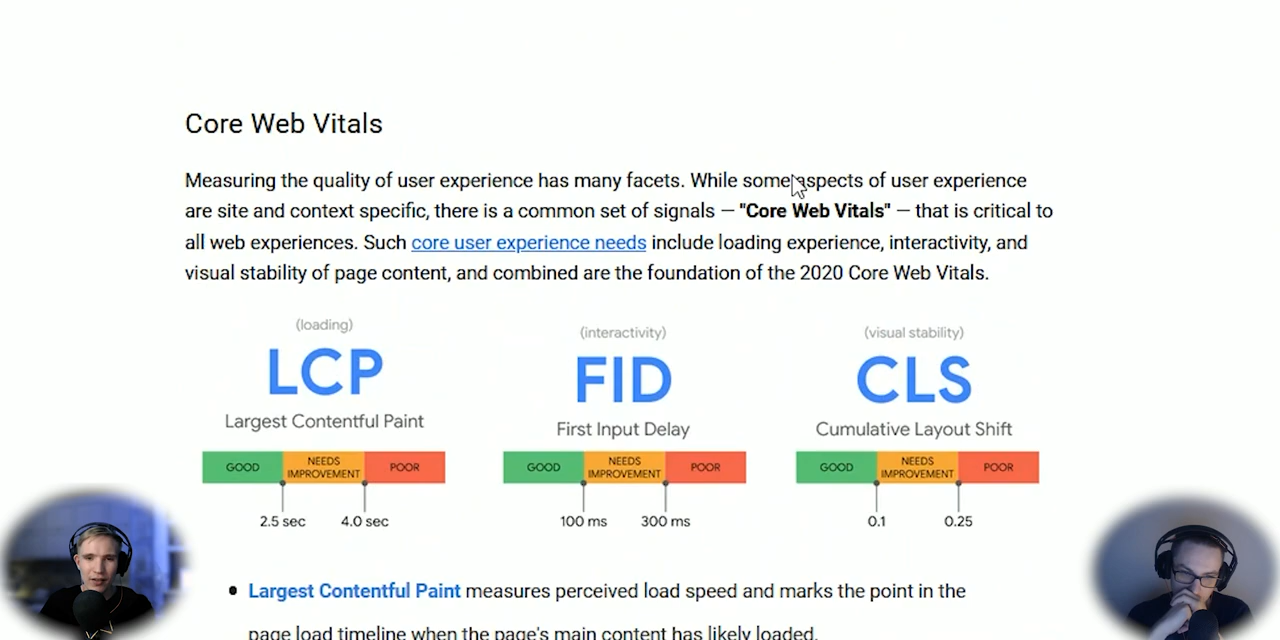 Core Web Vitals
Measuring the quality of user experience has many facets. While some aspects of user experience
are site and context specific, there is a common set of signals — "Core Web Vitals" — that is critical to
all web experiences. Such core user experience needs include loading experience, interactivity, and
visual stability of page content, and combined are the foundation of the 2020 Core Web Vitals.
(loading)
LCP
Largest Contentful Paint
GOOD
NEEDS
IMPROVEMENT
POOR
2.5 sec
4.0 sec
(interactivity)
FID
First Input Delay
GOOD
NEEDS
IMPROVEMENT
POOR
100 ms
300 ms
(visual stability)
CLS
Cumulative Layout Shift
GOOD
NEEDS
IMPROVEMENT
POOR
0.1
0.25
• Largest Contentful Paint measures perceived load speed and marks the point in the
page load timeline when the page's main content has likely loaded.